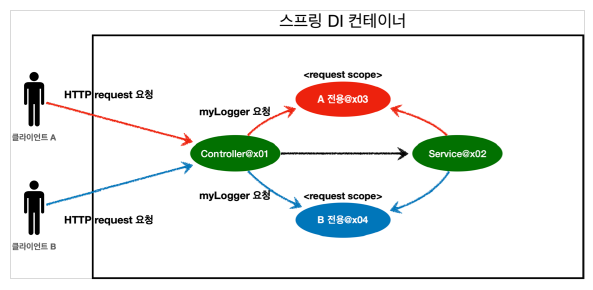 스프링 DI 컨테이너
<request scope>
HTTP request 요청
A 전용@x03
myLogger 요청
클라이언트 A
Controller@x01
Service@x02
myLogger 요청
<request scope>
HTTP request 요청
B 전용@x04
클라이언트 B